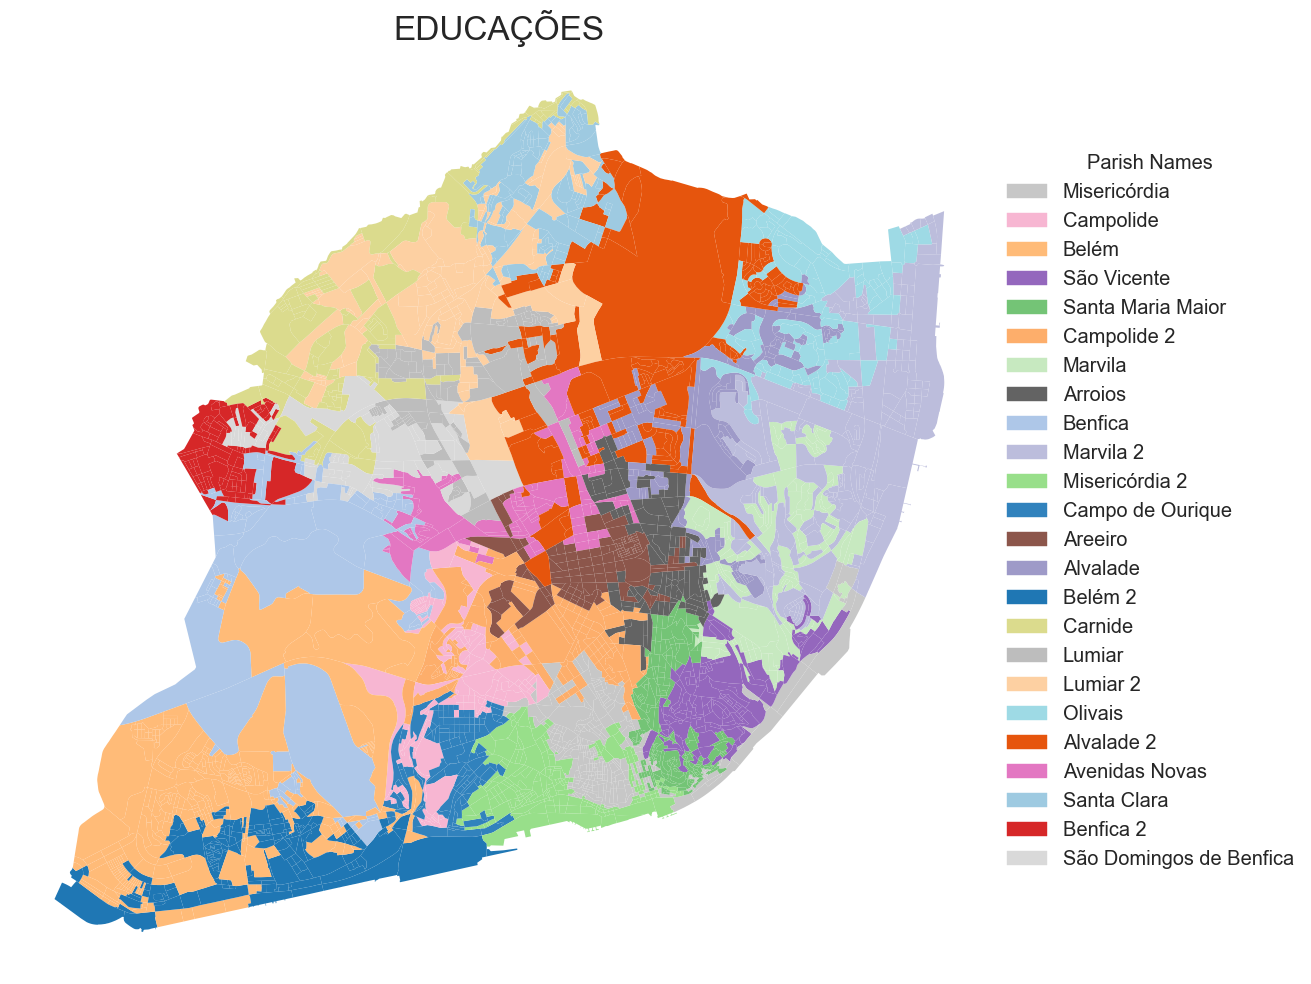 EDUCAÇÕES
Parish Names
Misericórdia
Campolide
Belém
São Vicente
Santa Maria Maior
Campolide 2
Marvila
Arroios
Benfica
Marvila 2
Misericórdia 2
Campo de Ourique
Areeiro
Alvalade
Belém 2
Carnide
Lumiar
Lumiar 2
Olivais
Alvalade 2
Avenidas Novas
Santa Clara
Benfica 2
São Domingos de Benfica